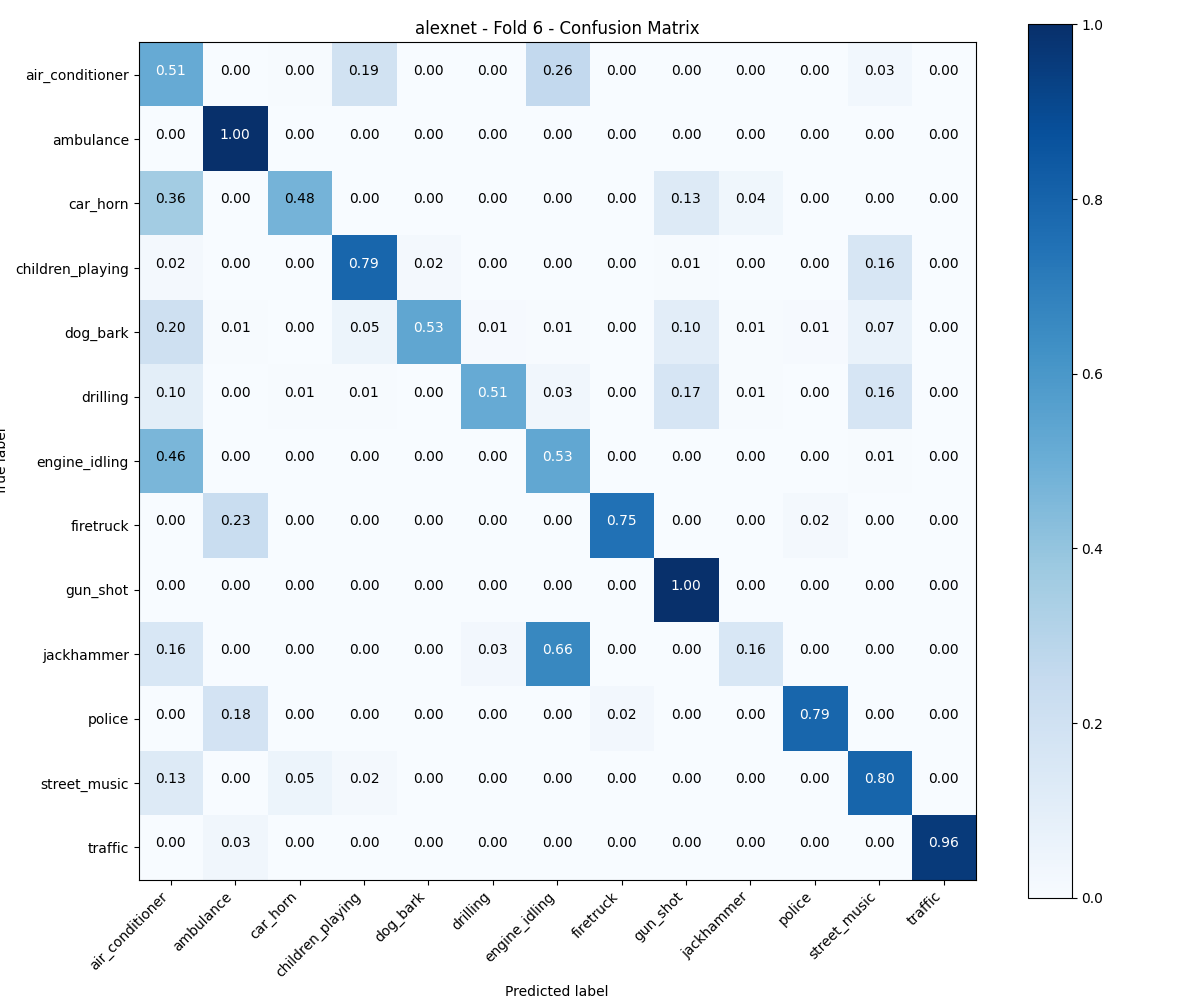 alexnet - Fold 6 - Confusion Matrix
air_conditioner 0.51 0.00 0.00 0.19 0.00 0.00 0.26 0.00 0.00 0.00 0.00 0.03 0.00
ambulance 0.00 1.00 0.00 0.00 0.00 0.00 0.00 0.00 0.00 0.00 0.00 0.00 0.00
car_horn 0.36 0.00 0.48 0.00 0.00 0.00 0.00 0.00 0.13 0.04 0.00 0.00 0.00
children_playing 0.02 0.00 0.00 0.79 0.02 0.00 0.00 0.00 0.01 0.00 0.00 0.16 0.00
dog_bark 0.20 0.01 0.00 0.05 0.53 0.01 0.01 0.00 0.10 0.01 0.01 0.07 0.00
drilling 0.10 0.00 0.01 0.01 0.00 0.51 0.03 0.00 0.17 0.01 0.00 0.16 0.00
engine_idling 0.46 0.00 0.00 0.00 0.00 0.00 0.53 0.00 0.00 0.00 0.00 0.01 0.00
firetruck 0.00 0.23 0.00 0.00 0.00 0.00 0.00 0.75 0.00 0.00 0.02 0.00 0.00
gun_shot 0.00 0.00 0.00 0.00 0.00 0.00 0.00 0.00 1.00 0.00 0.00 0.00 0.00
jackhammer 0.16 0.00 0.00 0.00 0.00 0.03 0.66 0.00 0.00 0.16 0.00 0.00 0.00
police 0.00 0.18 0.00 0.00 0.00 0.00 0.00 0.02 0.00 0.00 0.79 0.00 0.00
street_music 0.13 0.00 0.05 0.02 0.00 0.00 0.00 0.00 0.00 0.00 0.00 0.80 0.00
traffic 0.00 0.03 0.00 0.00 0.00 0.00 0.00 0.00 0.00 0.00 0.00 0.00 0.96
air_conditioner ambulance car_horn children_playing dog_bark drilling engine_idling firetruck gun_shot jackhammer police street_music traffic
Predicted label
1.0
0.8
0.6
0.4
0.2
0.0